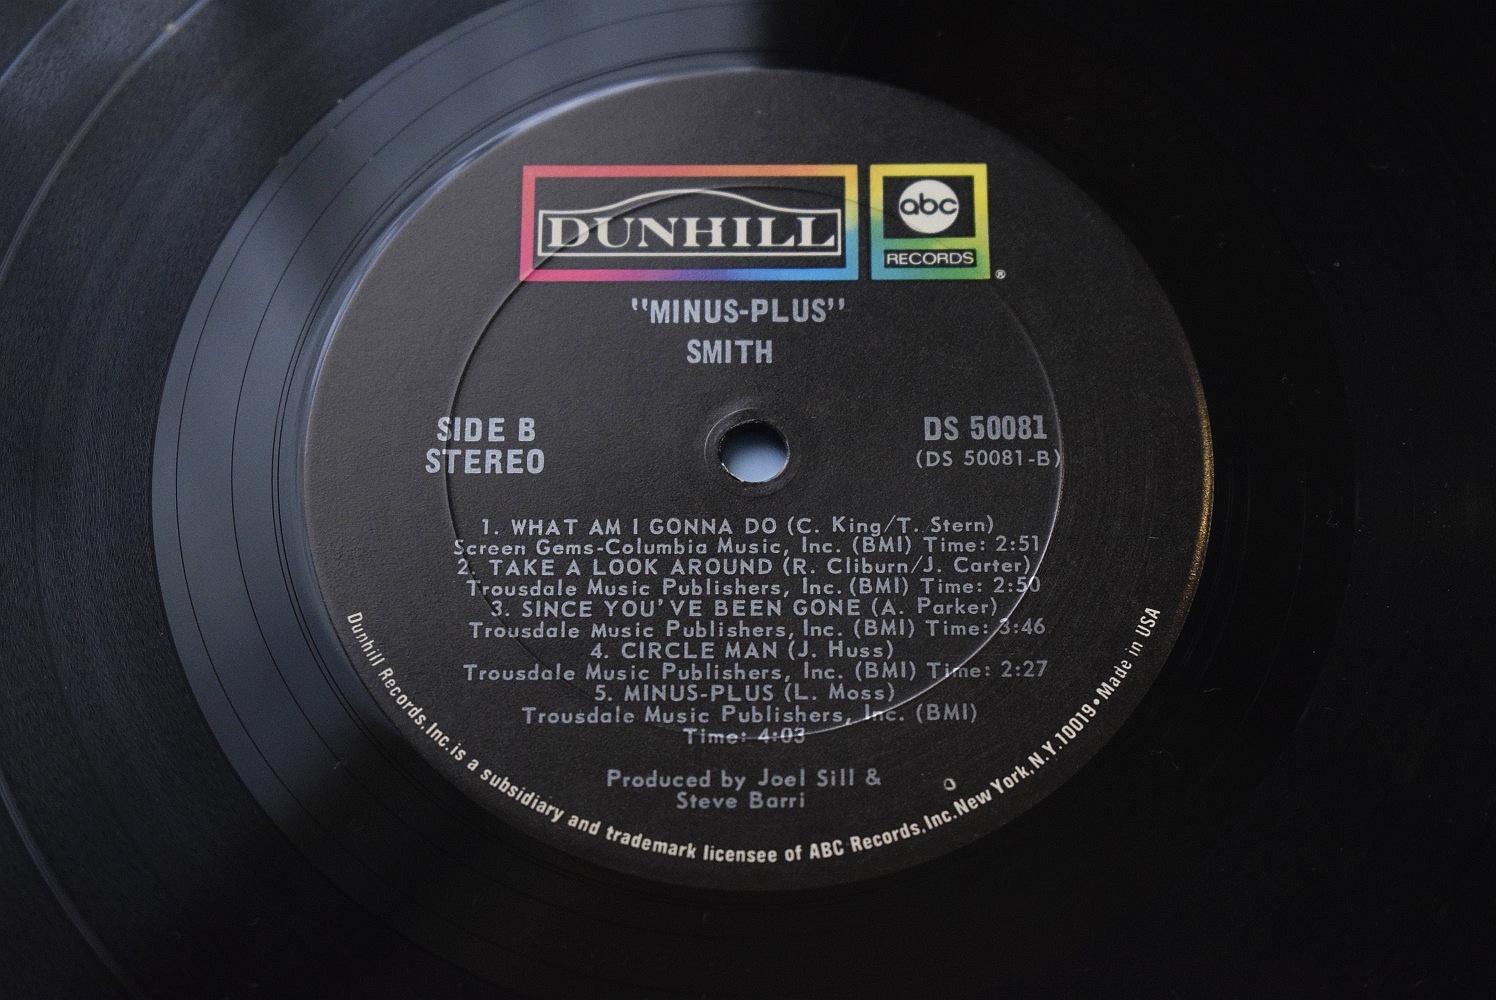 DUNHILL
abc
RECORDS
®
"MINUS-PLUS"
SMITH
SIDE B
STEREO
DS 50081
(DS 50081-B)
1. WHAT AM I GONNA DO (C. King/T. Stern)
Screen Gems-Columbia Music, Inc. (BMI) Time: 2:51
2. TAKE A LOOK AROUND (R. Cliburn/J. Carter)
Trousdale Music Publishers, Inc. (BMI) Time: 2:50
3. SINCE YOU'VE BEEN GONE (A. Parker)
Trousdale Music Publishers, Inc. (BMI) Time: 3:46
4. CIRCLE MAN (J. Huss)
Trousdale Music Publishers, Inc. (BMI) Time: 2:27
5. MINUS-PLUS (L. Moss)
Trousdale Music Publishers, Inc. (BMI)
Time: 4:03
Produced by Joel Sill &
Steve Barri
Dunhill Records, Inc. is a subsidiary and trademark licensee of ABC Records, Inc. New York, N.Y. 10019 • Made in USA